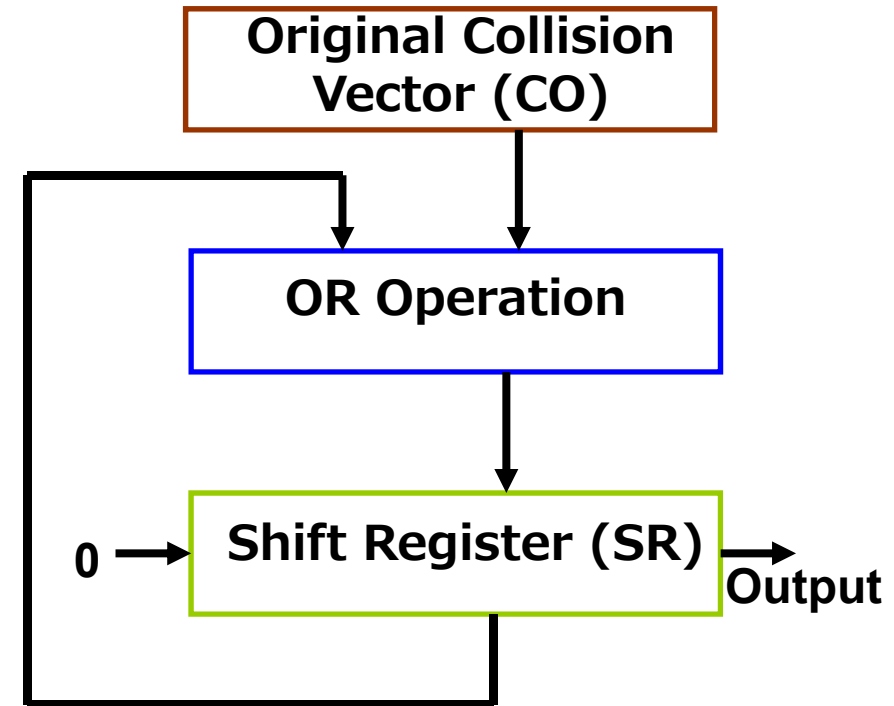 Original Collision
Vector (CO)
OR Operation
0
Shift Register (SR)
Output